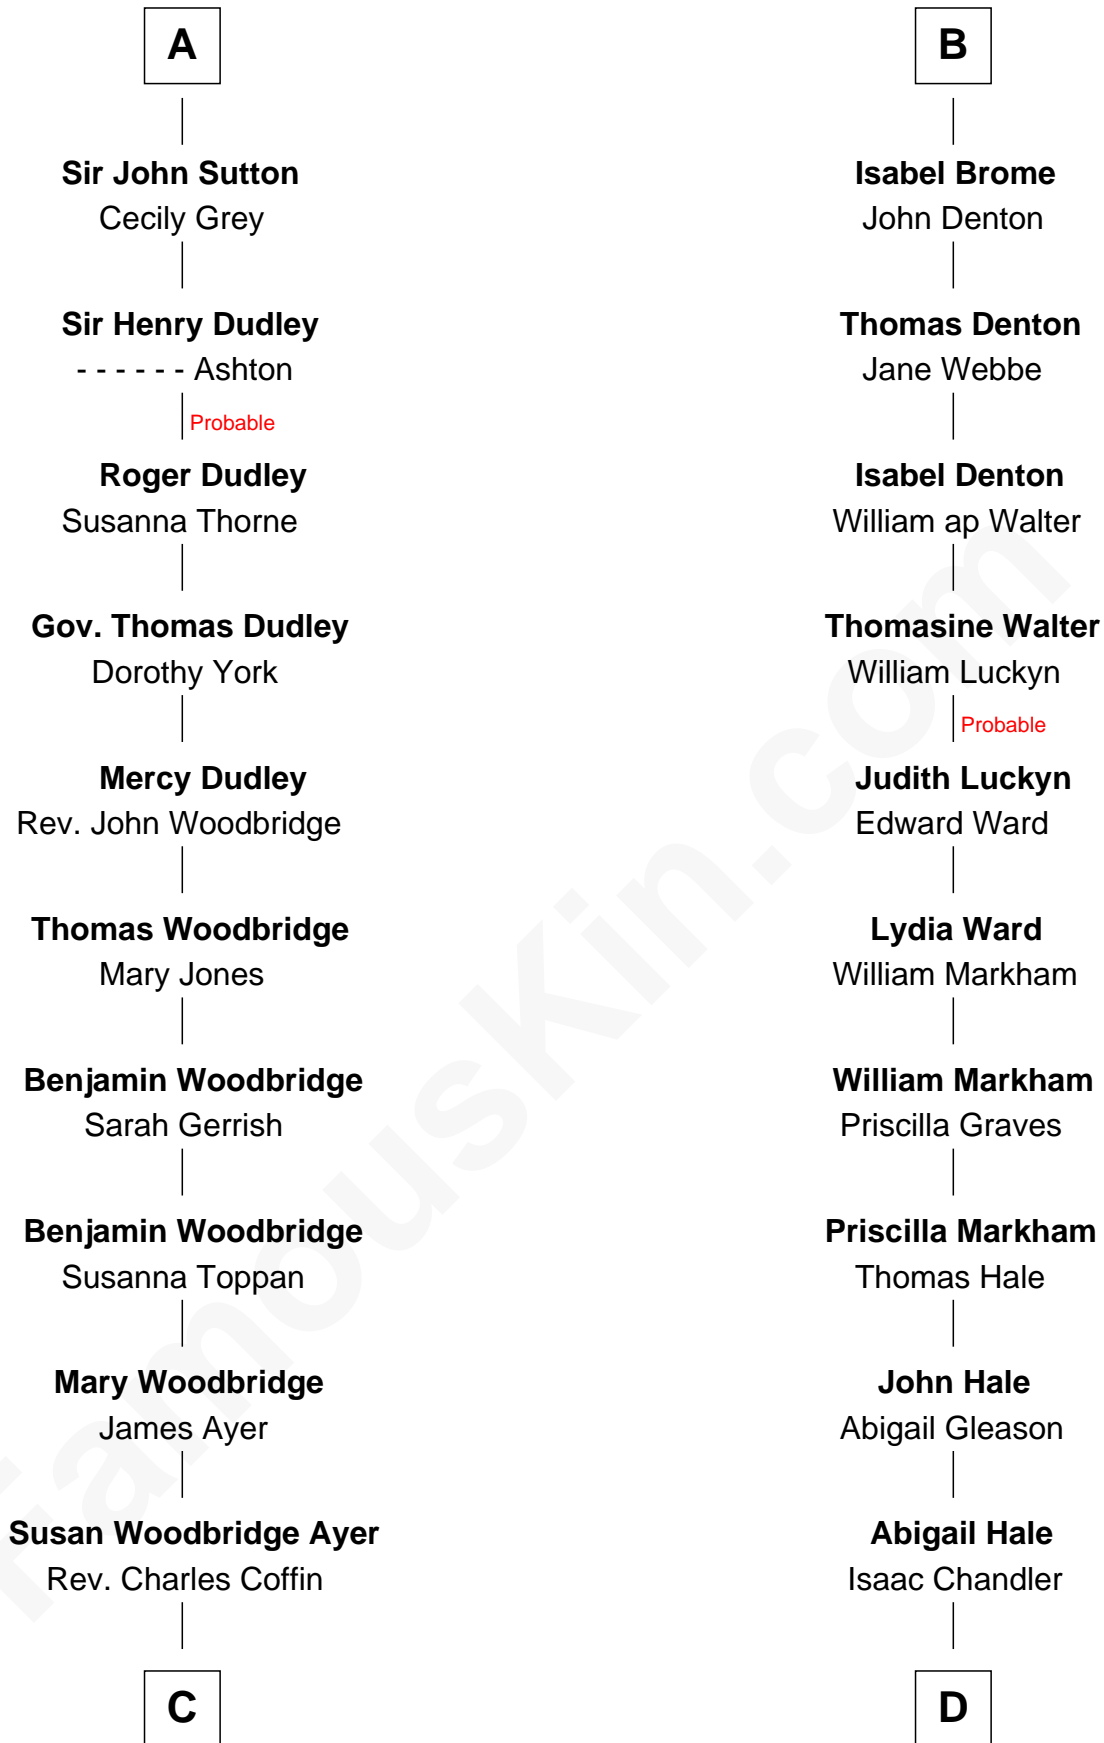 A
Sir John Sutton
Cecily Grey
Sir Henry Dudley
- - - - - - Ashton
Probable
Roger Dudley
Susanna Thorne
Gov. Thomas Dudley
Dorothy York
Mercy Dudley
Rev. John Woodbridge
Thomas Woodbridge
Mary Jones
Benjamin Woodbridge
Sarah Gerrish
Benjamin Woodbridge
Susanna Toppan
Mary Woodbridge
James Ayer
Susan Woodbridge Ayer
Rev. Charles Coffin
C
B
Isabel Brome
John Denton
Thomas Denton
Jane Webbe
Isabel Denton
William ap Walter
Thomasine Walter
William Luckyn
Probable
Judith Luckyn
Edward Ward
Lydia Ward
William Markham
William Markham
Priscilla Graves
Priscilla Markham
Thomas Hale
John Hale
Abigail Gleason
Abigail Hale
Isaac Chandler
D
FamousKin.com